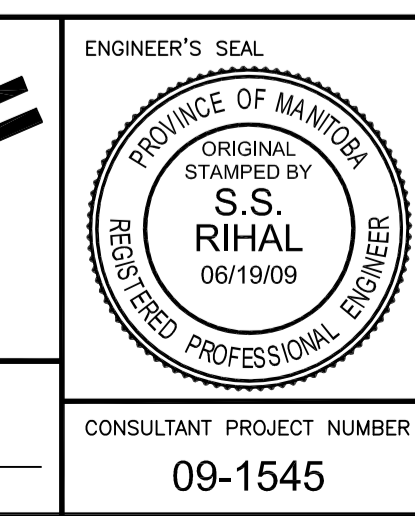 ENGINEER'S SEAL
PROVINCE OF MANITOBA
ORIGINAL
STAMPED BY
S.S.
RIHAL
06/19/09
REGISTERED PROFESSIONAL ENGINEER
CONSULTANT PROJECT NUMBER
09-1545